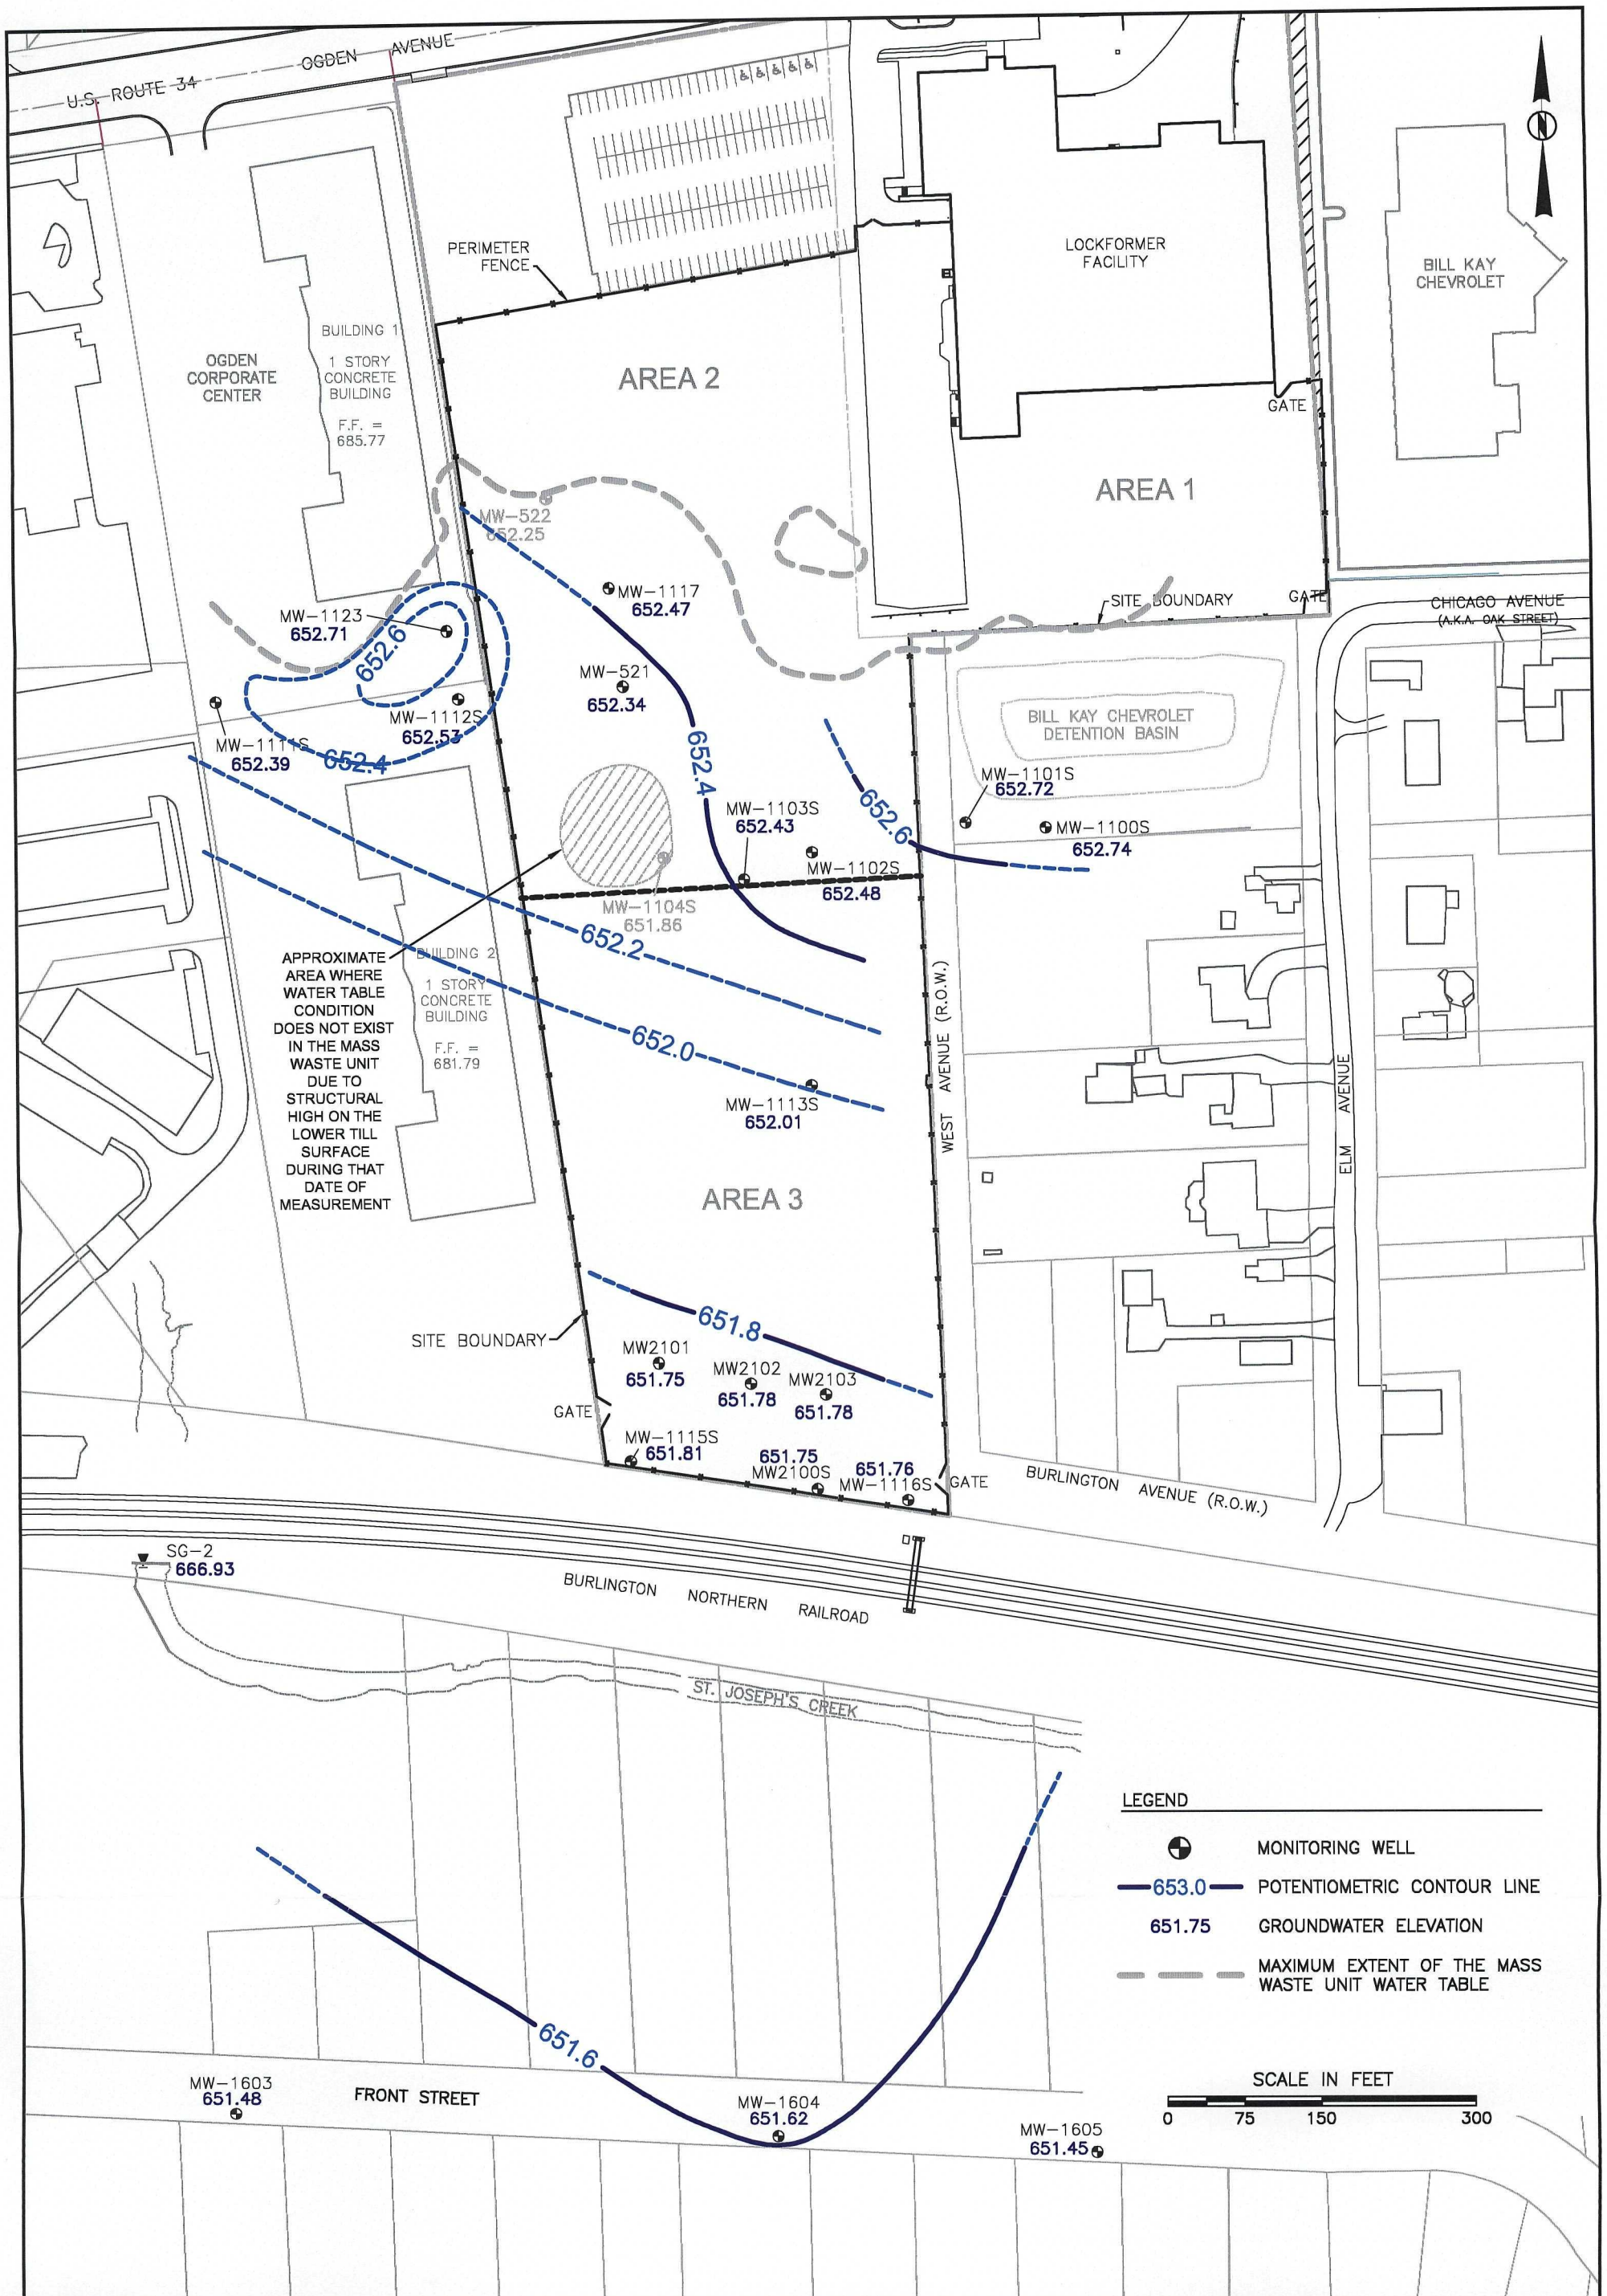 U.S. ROUTE 34
OGDEN AVENUE
PERIMETER
FENCE
LOCKFORMER
FACILITY
BILL KAY
CHEVROLET
BUILDING 1
1 STORY
CONCRETE
BUILDING
F.F. =
685.77
OGDEN
CORPORATE
CENTER
AREA 2
GATE
AREA 1
MW-522
652.25
MW-1117
652.47
SITE BOUNDARY
GATE
CHICAGO AVENUE
(A.K.A. OAK STREET)
MW-1123
652.71
652.6
MW-521
652.34
MW-1112S
652.53
MW-1111S
652.39
652.4
652.4
BILL KAY CHEVROLET
DETENTION BASIN
MW-1101S
652.72
MW-1103S
652.43
652.6
MW-1100S
652.74
MW-1102S
652.48
MW-1104S
651.86
652.2
APPROXIMATE
AREA WHERE
WATER TABLE
CONDITION
DOES NOT EXIST
IN THE MASS
WASTE UNIT
DUE TO
STRUCTURAL
HIGH ON THE
LOWER TILL
SURFACE
DURING THAT
DATE OF
MEASUREMENT
BUILDING 2
1 STORY
CONCRETE
BUILDING
F.F. =
681.79
652.0
MW-1113S
652.01
WEST AVENUE (R.O.W.)
ELM AVENUE
AREA 3
651.8
SITE BOUNDARY
MW2101
651.75
MW2102
651.78
MW2103
651.78
GATE
MW-1115S
651.81
651.75
MW2100S
651.76
MW-1116S
GATE
BURLINGTON AVENUE (R.O.W.)
SG-2
666.93
BURLINGTON NORTHERN RAILROAD
ST. JOSEPH'S CREEK
LEGEND
MONITORING WELL
653.0 POTENTIOMETRIC CONTOUR LINE
651.75 GROUNDWATER ELEVATION
MAXIMUM EXTENT OF THE MASS
WASTE UNIT WATER TABLE
651.6
SCALE IN FEET
0 75 150 300
MW-1603
651.48
FRONT STREET
MW-1604
651.62
MW-1605
651.45